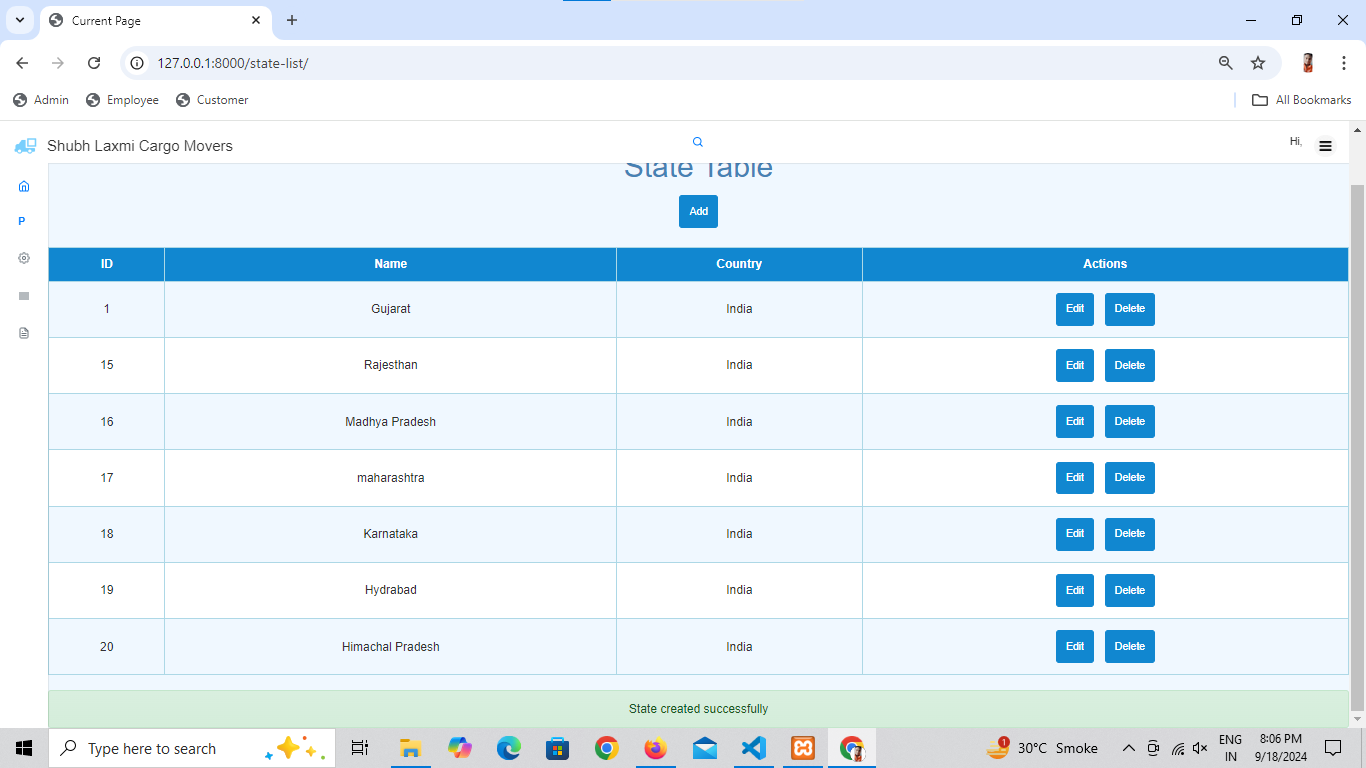 Current Page
127.0.0.1:8000/state-list/
Admin Employee Customer All Bookmarks
Shubh Laxmi Cargo Movers Hi,
State Table
P
Add
ID Name Country Actions
1 Gujarat India Edit Delete
15 Rajesthan India Edit Delete
16 Madhya Pradesh India Edit Delete
17 maharashtra India Edit Delete
18 Karnataka India Edit Delete
19 Hydrabad India Edit Delete
20 Himachal Pradesh India Edit Delete
State created successfully
Type here to search 1 30°C Smoke ENG 8:06 PM
IN 9/18/2024